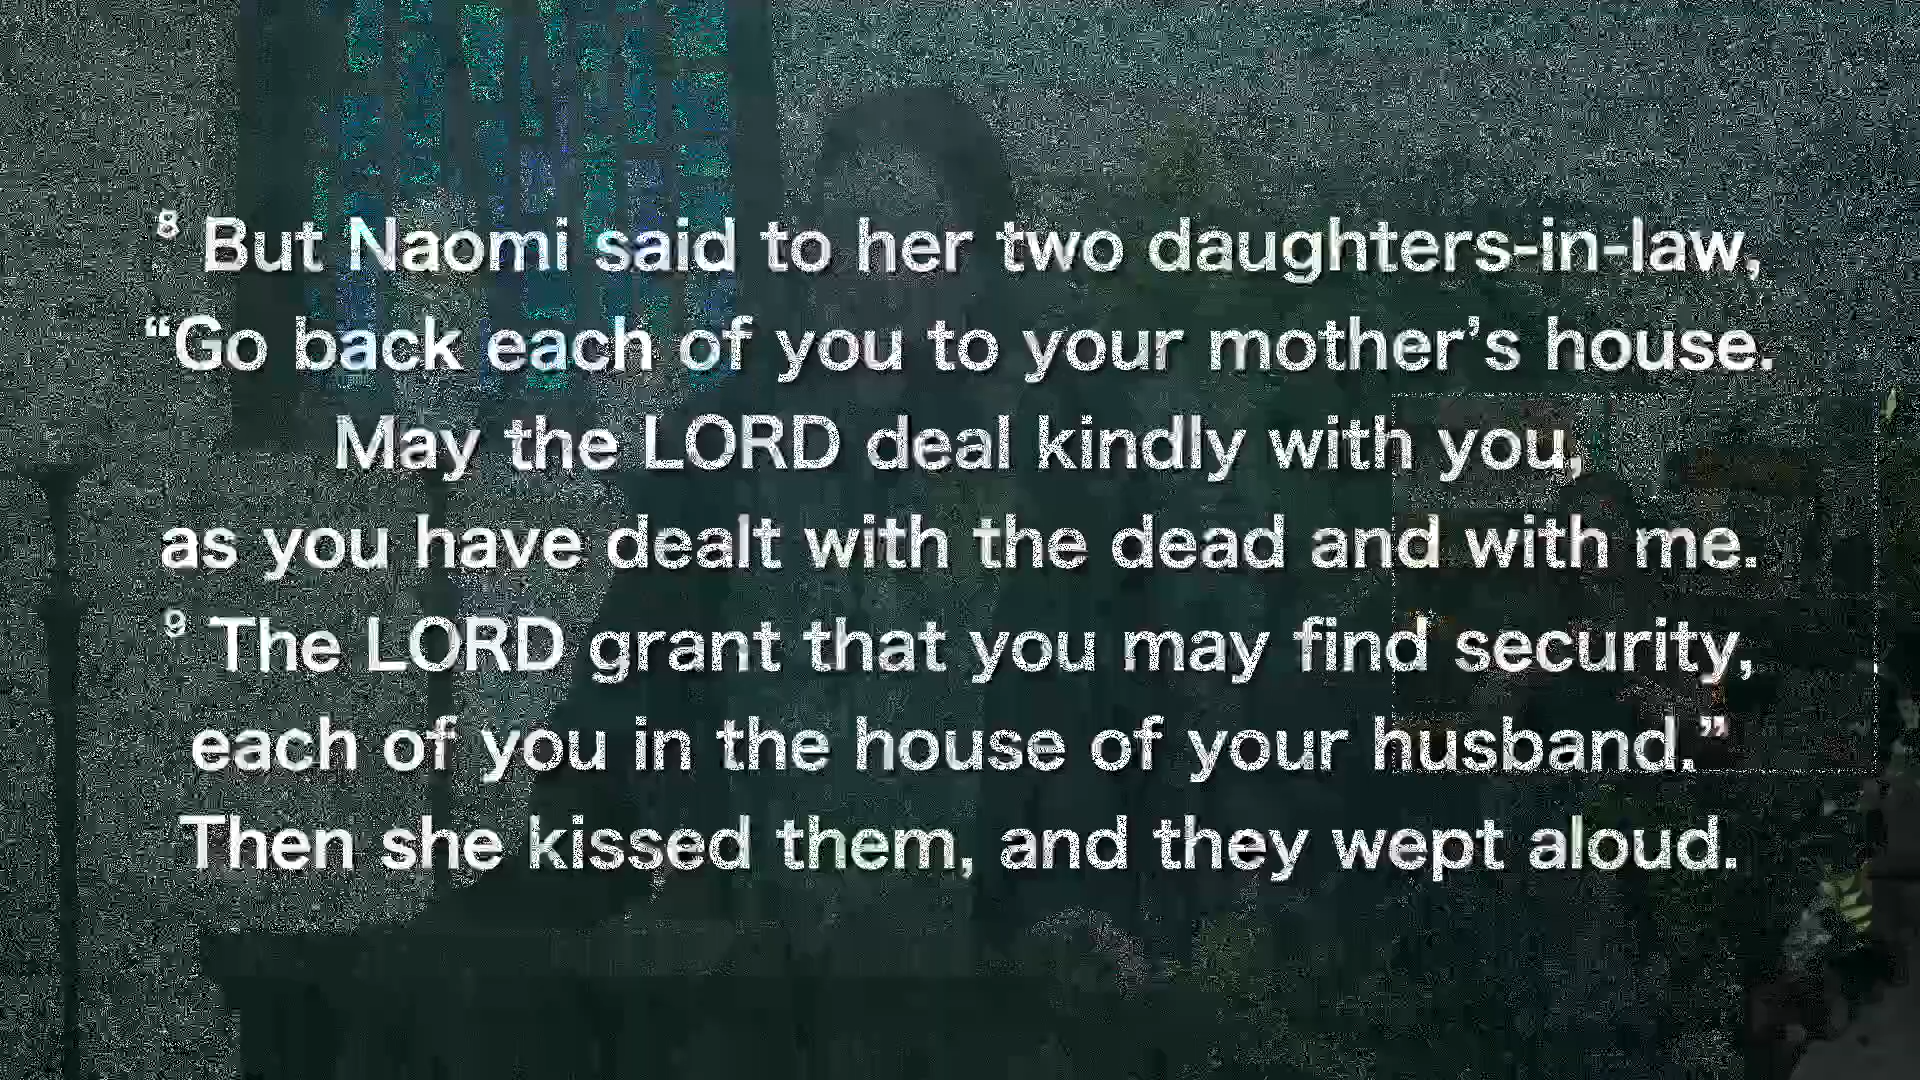 8 But Naomi said to her two daughters-in-law,
“Go back each of you to your mother’s house.
May the LORD deal kindly with you,
as you have dealt with the dead and with me.
9 The LORD grant that you may find security,
each of you in the house of your husband.”
Then she kissed them, and they wept aloud.